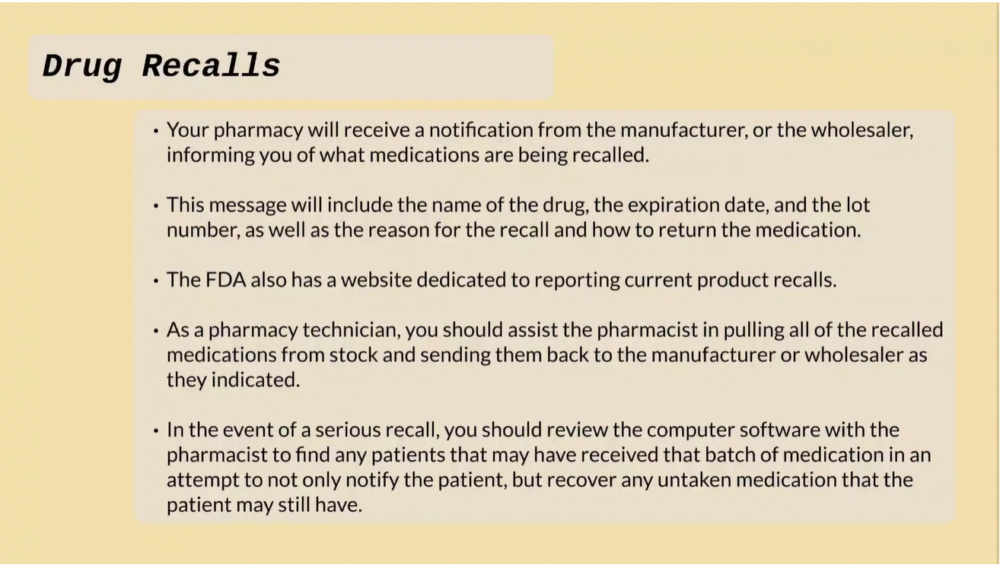 Drug Recalls
• Your pharmacy will receive a notification from the manufacturer, or the wholesaler,
informing you of what medications are being recalled.
• This message will include the name of the drug, the expiration date, and the lot
number, as well as the reason for the recall and how to return the medication.
• The FDA also has a website dedicated to reporting current product recalls.
• As a pharmacy technician, you should assist the pharmacist in pulling all of the recalled
medications from stock and sending them back to the manufacturer or wholesaler as
they indicated.
• In the event of a serious recall, you should review the computer software with the
pharmacist to find any patients that may have received that batch of medication in an
attempt to not only notify the patient, but recover any untaken medication that the
patient may still have.